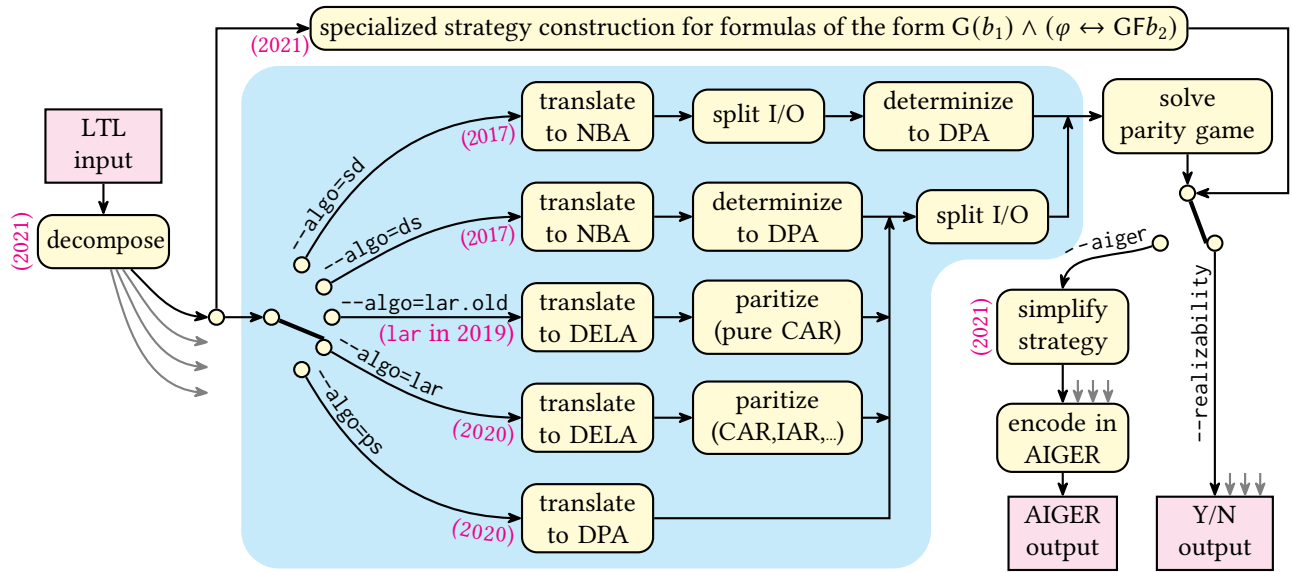 specialized strategy construction for formulas of the form G(b₁) ∧ (φ ↔ GFb₂)
(2021)
LTL
input
(2021)
decompose
--algo=sd
(2017)
translate
to NBA
split I/O
determinize
to DPA
solve
parity game
--algo=ds
(2017)
translate
to NBA
determinize
to DPA
split I/O
--algo=lar.old
(lar in 2019)
translate
to DELA
paritize
(pure CAR)
--algo=lar
(2020)
translate
to DELA
paritize
(CAR,IAR,...)
--algo=ps
(2020)
translate
to DPA
--aiger
--realizability
(2021)
simplify
strategy
encode in
AIGER
AIGER
output
Y/N
output